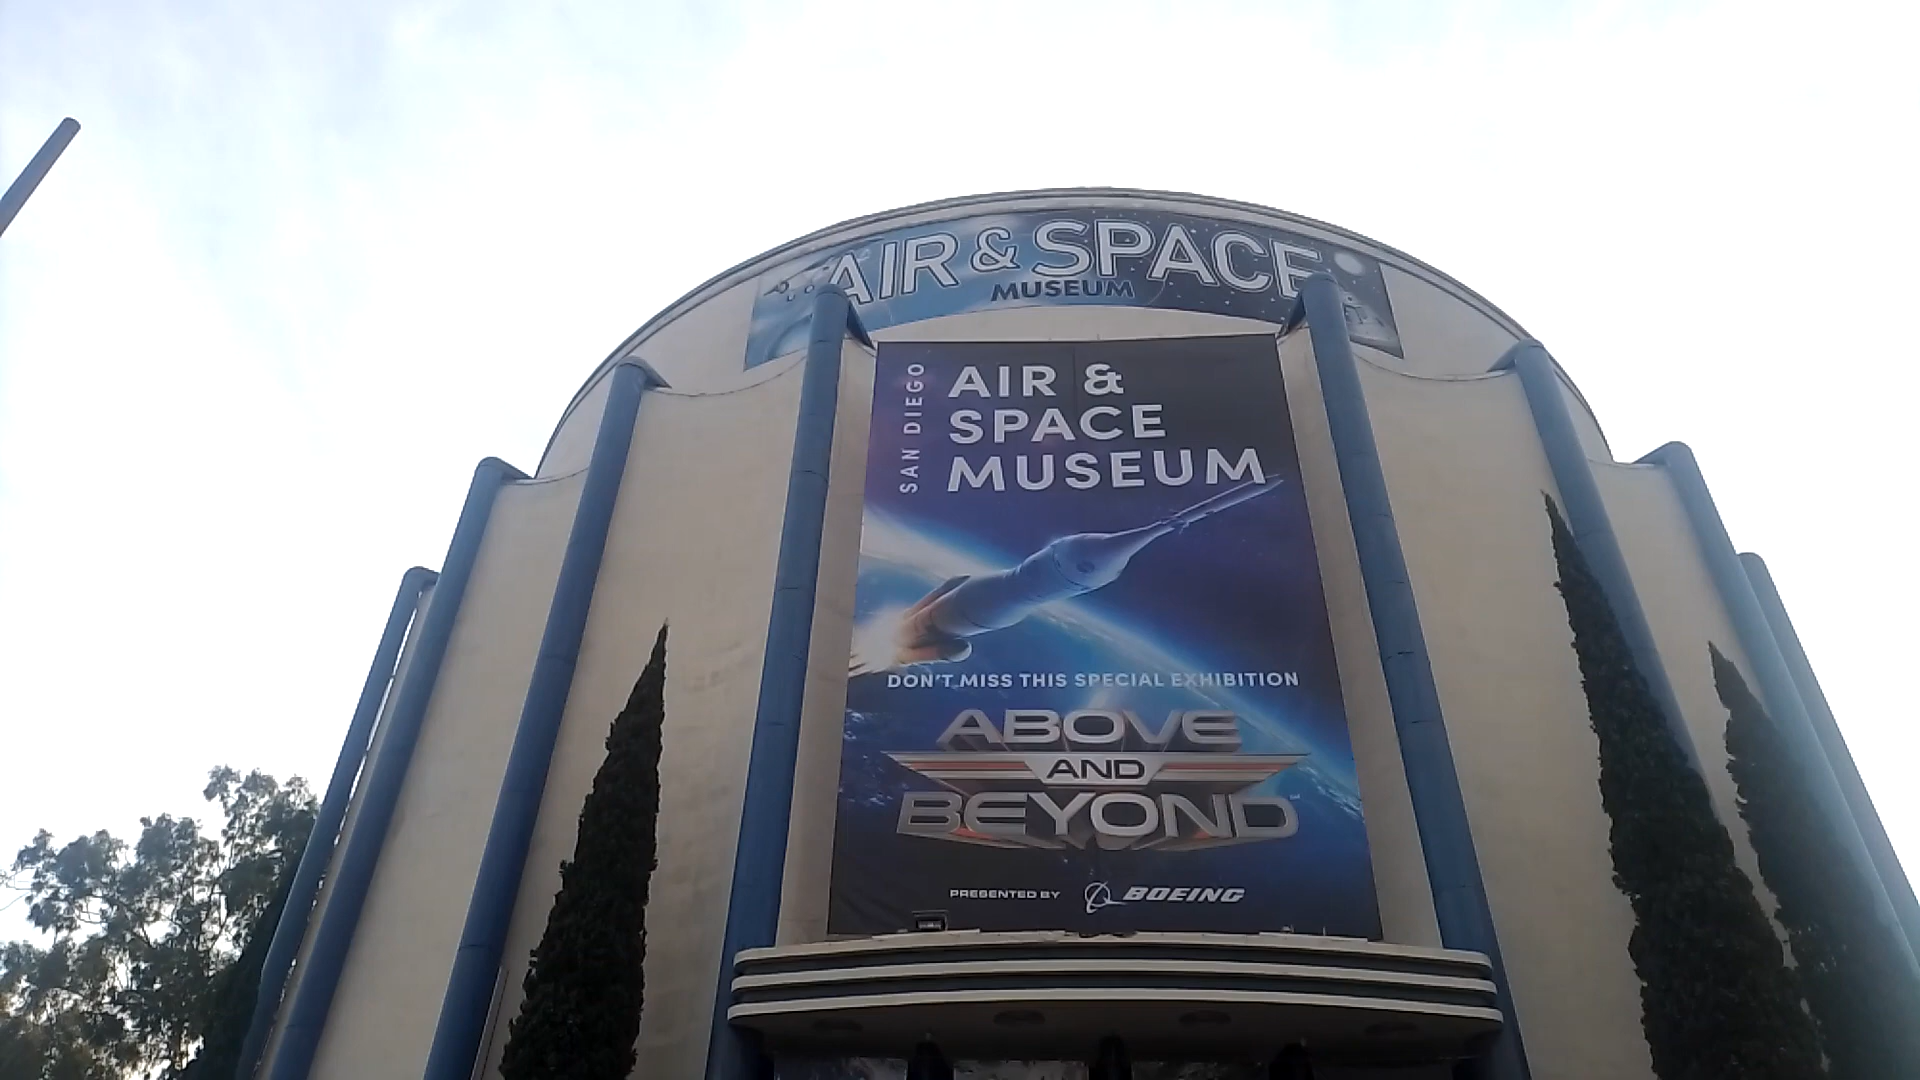 AIR & SPACE
MUSEUM
SAN DIEGO
AIR &
SPACE
MUSEUM
DON'T MISS THIS SPECIAL EXHIBITION
ABOVE
AND
BEYOND
PRESENTED BY BOEING